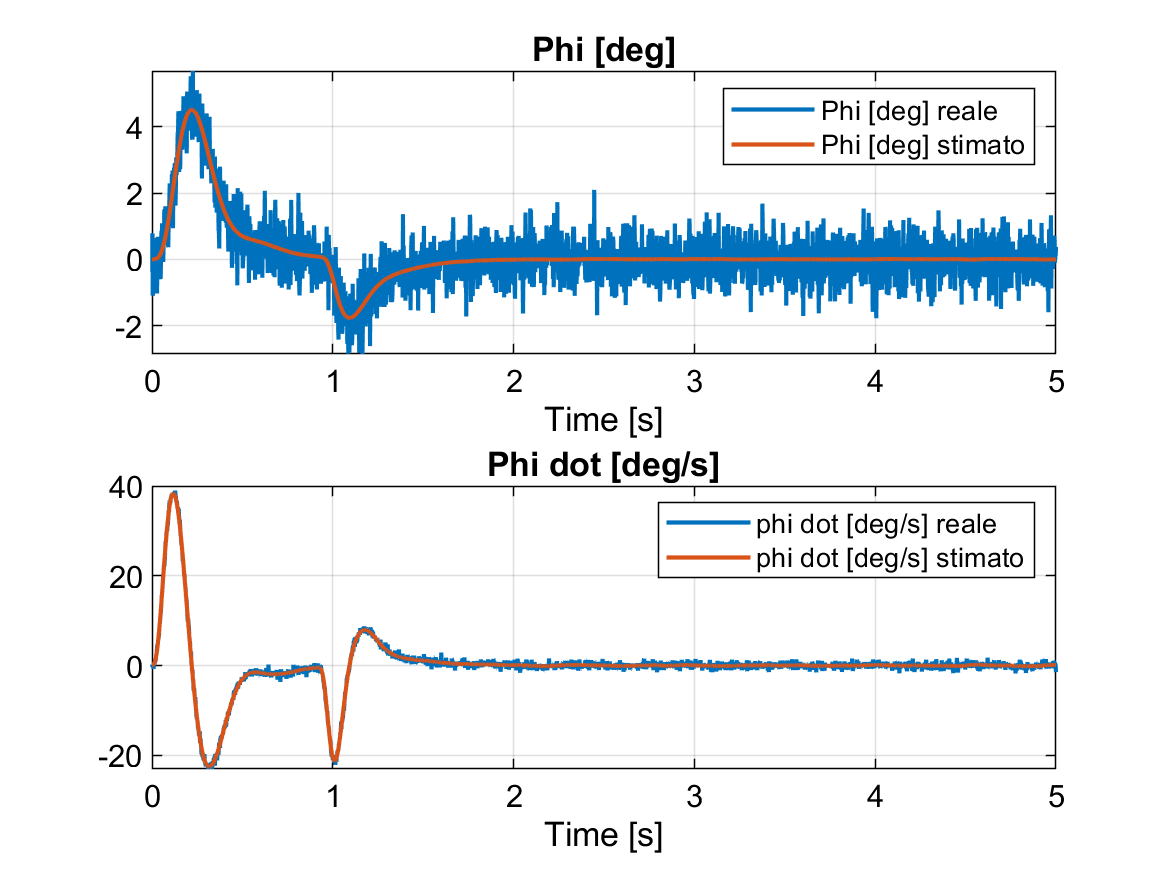 Phi [deg]
Phi [deg] reale
Phi [deg] stimato
4
2
0
-2
0 1 2 3 4 5
Time [s]
Phi dot [deg/s]
phi dot [deg/s] reale
phi dot [deg/s] stimato
40
20
0
-20
0 1 2 3 4 5
Time [s]